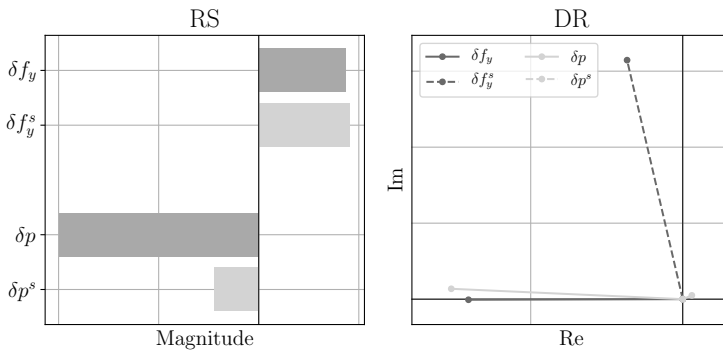 RS
δf_y
δf_y^s
δp
δp^s
Magnitude
DR
δf_y
δf_y^s
δp
δp^s
Im
Re